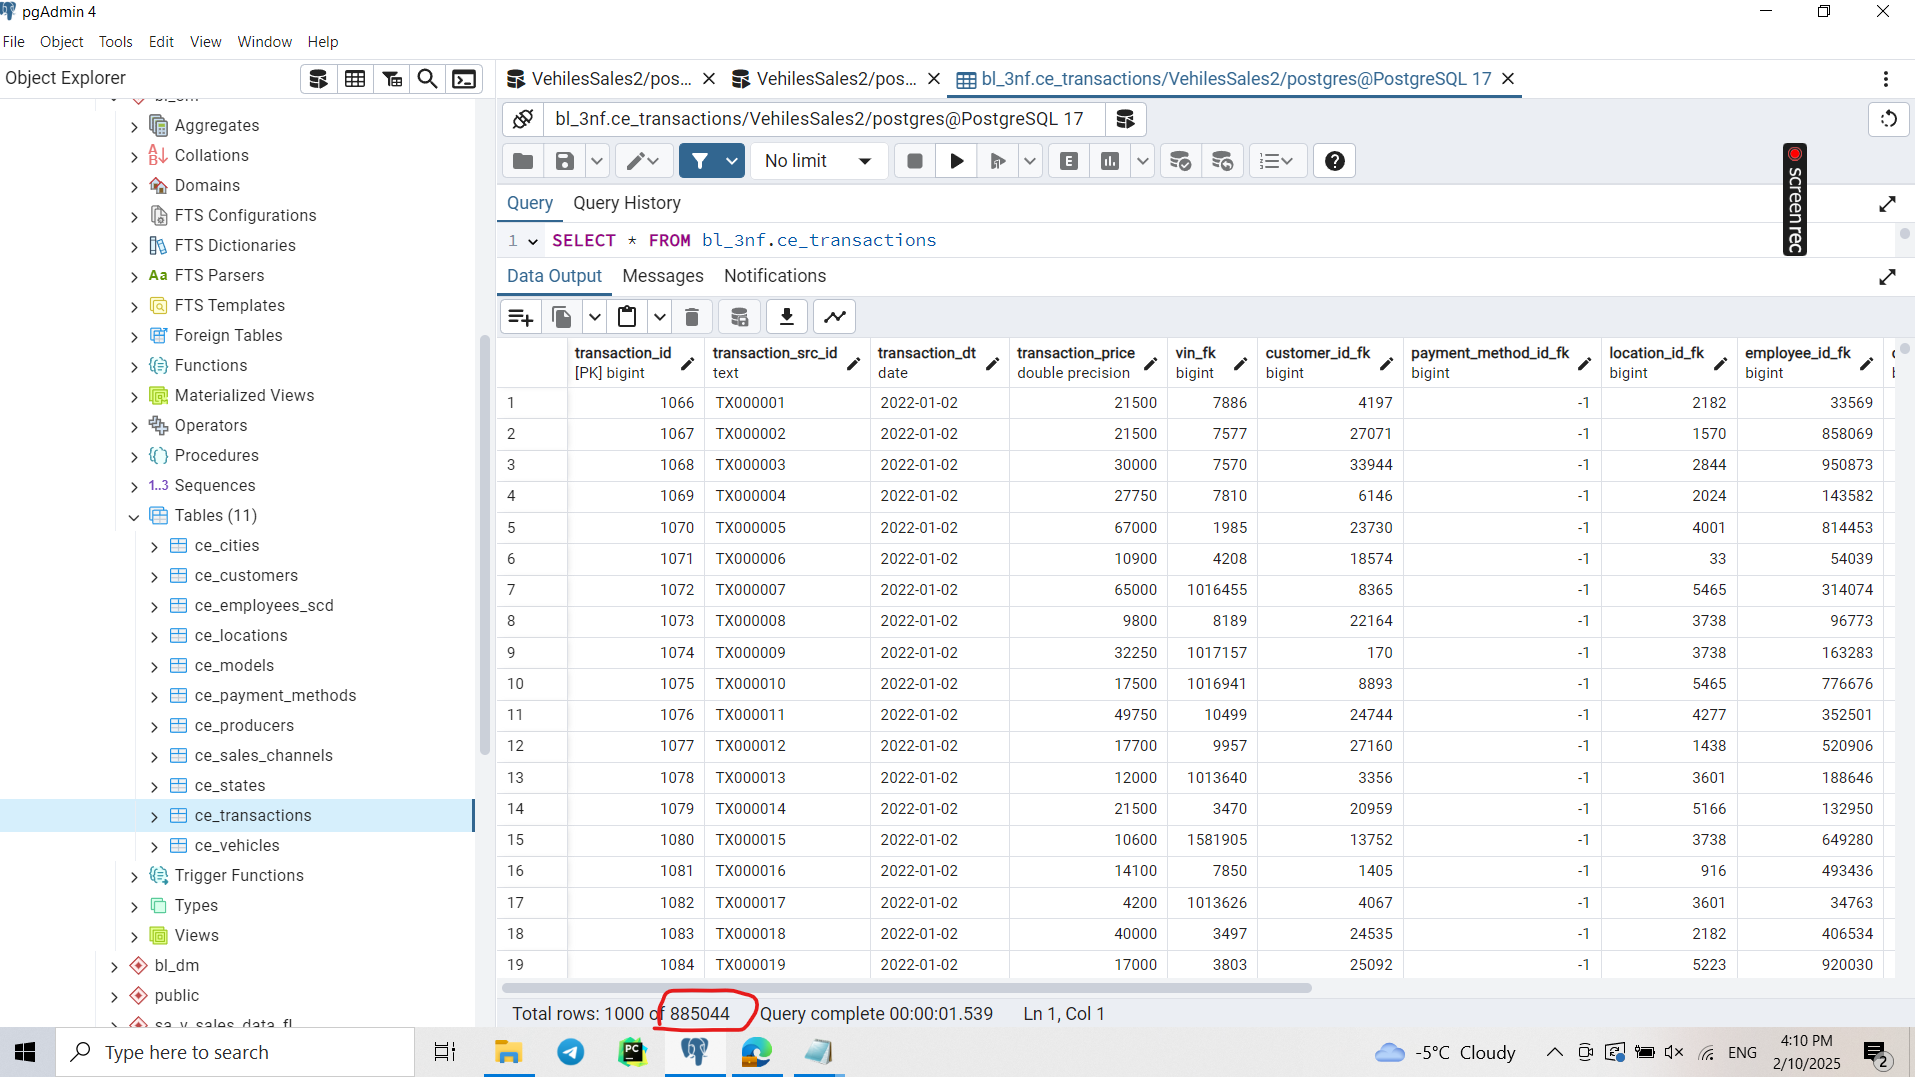 pgAdmin 4
File Object Tools Edit View Window Help
Object Explorer
VehilesSales2/pos... VehilesSales2/pos... bl_3nf.ce_transactions/VehilesSales2/postgres@PostgreSQL 17
bl_3nf.ce_transactions/VehilesSales2/postgres@PostgreSQL 17
No limit
E
screenrec
Query Query History
1 SELECT * FROM bl_3nf.ce_transactions
Data Output Messages Notifications
Aggregates
Collations
Domains
FTS Configurations
FTS Dictionaries
Aa FTS Parsers
FTS Templates
Foreign Tables
Functions
Materialized Views
Operators
Procedures
1..3 Sequences
Tables (11)
ce_cities
ce_customers
ce_employees_scd
ce_locations
ce_models
ce_payment_methods
ce_producers
ce_sales_channels
ce_states
ce_transactions
ce_vehicles
Trigger Functions
Types
Views
bl_dm
public
transaction_id transaction_src_id transaction_dt transaction_price vin_fk customer_id_fk payment_method_id_fk location_id_fk employee_id_fk
[PK] bigint text date double precision bigint bigint bigint bigint bigint
1 1066 TX000001 2022-01-02 21500 7886 4197 -1 2182 33569
2 1067 TX000002 2022-01-02 21500 7577 27071 -1 1570 858069
3 1068 TX000003 2022-01-02 30000 7570 33944 -1 2844 950873
4 1069 TX000004 2022-01-02 27750 7810 6146 -1 2024 143582
5 1070 TX000005 2022-01-02 67000 1985 23730 -1 4001 814453
6 1071 TX000006 2022-01-02 10900 4208 18574 -1 33 54039
7 1072 TX000007 2022-01-02 65000 1016455 8365 -1 5465 314074
8 1073 TX000008 2022-01-02 9800 8189 22164 -1 3738 96773
9 1074 TX000009 2022-01-02 32250 1017157 170 -1 3738 163283
10 1075 TX000010 2022-01-02 17500 1016941 8893 -1 5465 776676
11 1076 TX000011 2022-01-02 49750 10499 24744 -1 4277 352501
12 1077 TX000012 2022-01-02 17700 9957 27160 -1 1438 520906
13 1078 TX000013 2022-01-02 12000 1013640 3356 -1 3601 188646
14 1079 TX000014 2022-01-02 21500 3470 20959 -1 5166 132950
15 1080 TX000015 2022-01-02 10600 1581905 13752 -1 3738 649280
16 1081 TX000016 2022-01-02 14100 7850 1405 -1 916 493436
17 1082 TX000017 2022-01-02 4200 1013626 4067 -1 3601 34763
18 1083 TX000018 2022-01-02 40000 3497 24535 -1 2182 406534
19 1084 TX000019 2022-01-02 17000 3803 25092 -1 5223 920030
Total rows: 1000 of 885044 Query complete 00:00:01.539 Ln 1, Col 1
Type here to search
PC
-5°C Cloudy
ENG
4:10 PM
2/10/2025
2